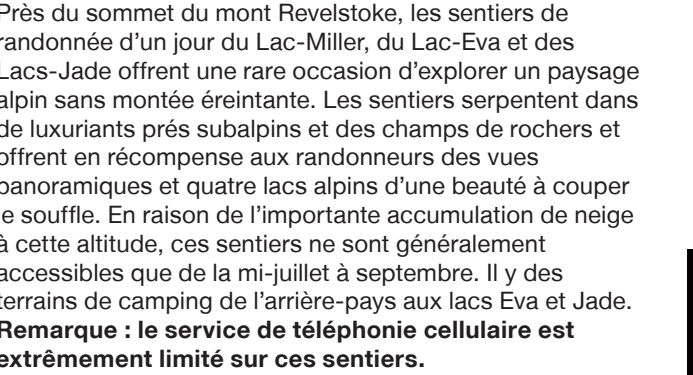 Près du sommet du mont Revelstoke, les sentiers de
randonnée d’un jour du Lac-Miller, du Lac-Eva et des
Lacs-Jade offrent une rare occasion d’explorer un paysage
alpin sans montée éreintante. Les sentiers serpentent dans
de luxuriants prés subalpins et des champs de rochers et
offrent en récompense aux randonneurs des vues
panoramiques et quatre lacs alpins d’une beauté à couper
le souffle. En raison de l’importante accumulation de neige
à cette altitude, ces sentiers ne sont généralement
accessibles que de la mi-juillet à septembre. Il y des
terrains de camping de l’arrière-pays aux lacs Eva et Jade.
Remarque : le service de téléphonie cellulaire est
extrêmement limité sur ces sentiers.